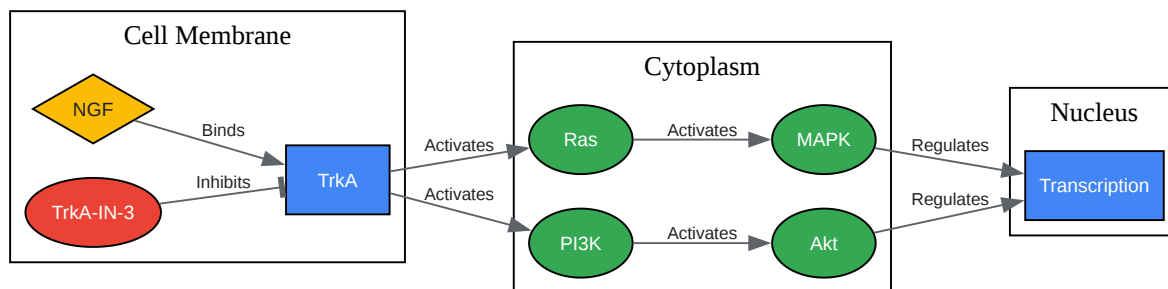 Cell Membrane
NGF
Binds
TrkA-IN-3
Inhibits
TrkA
Activates
Activates
Cytoplasm
Ras
Activates
MAPK
PI3K
Activates
Akt
Regulates
Regulates
Nucleus
Transcription